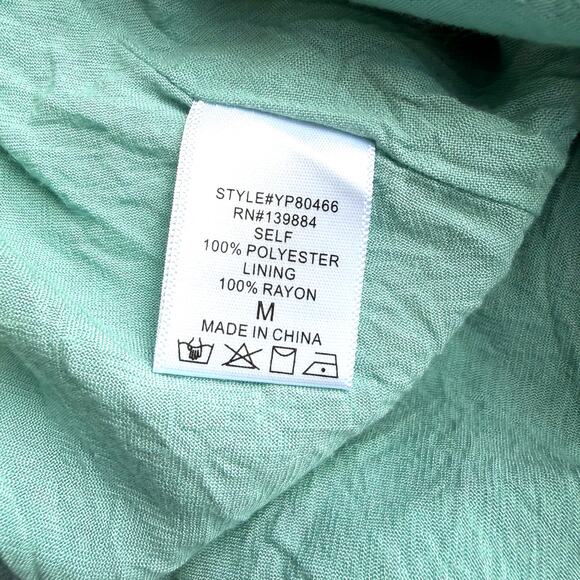 STYLE#YP80466
RN#139884
SELF
100% POLYESTER
LINING
100% RAYON
M
MADE IN CHINA